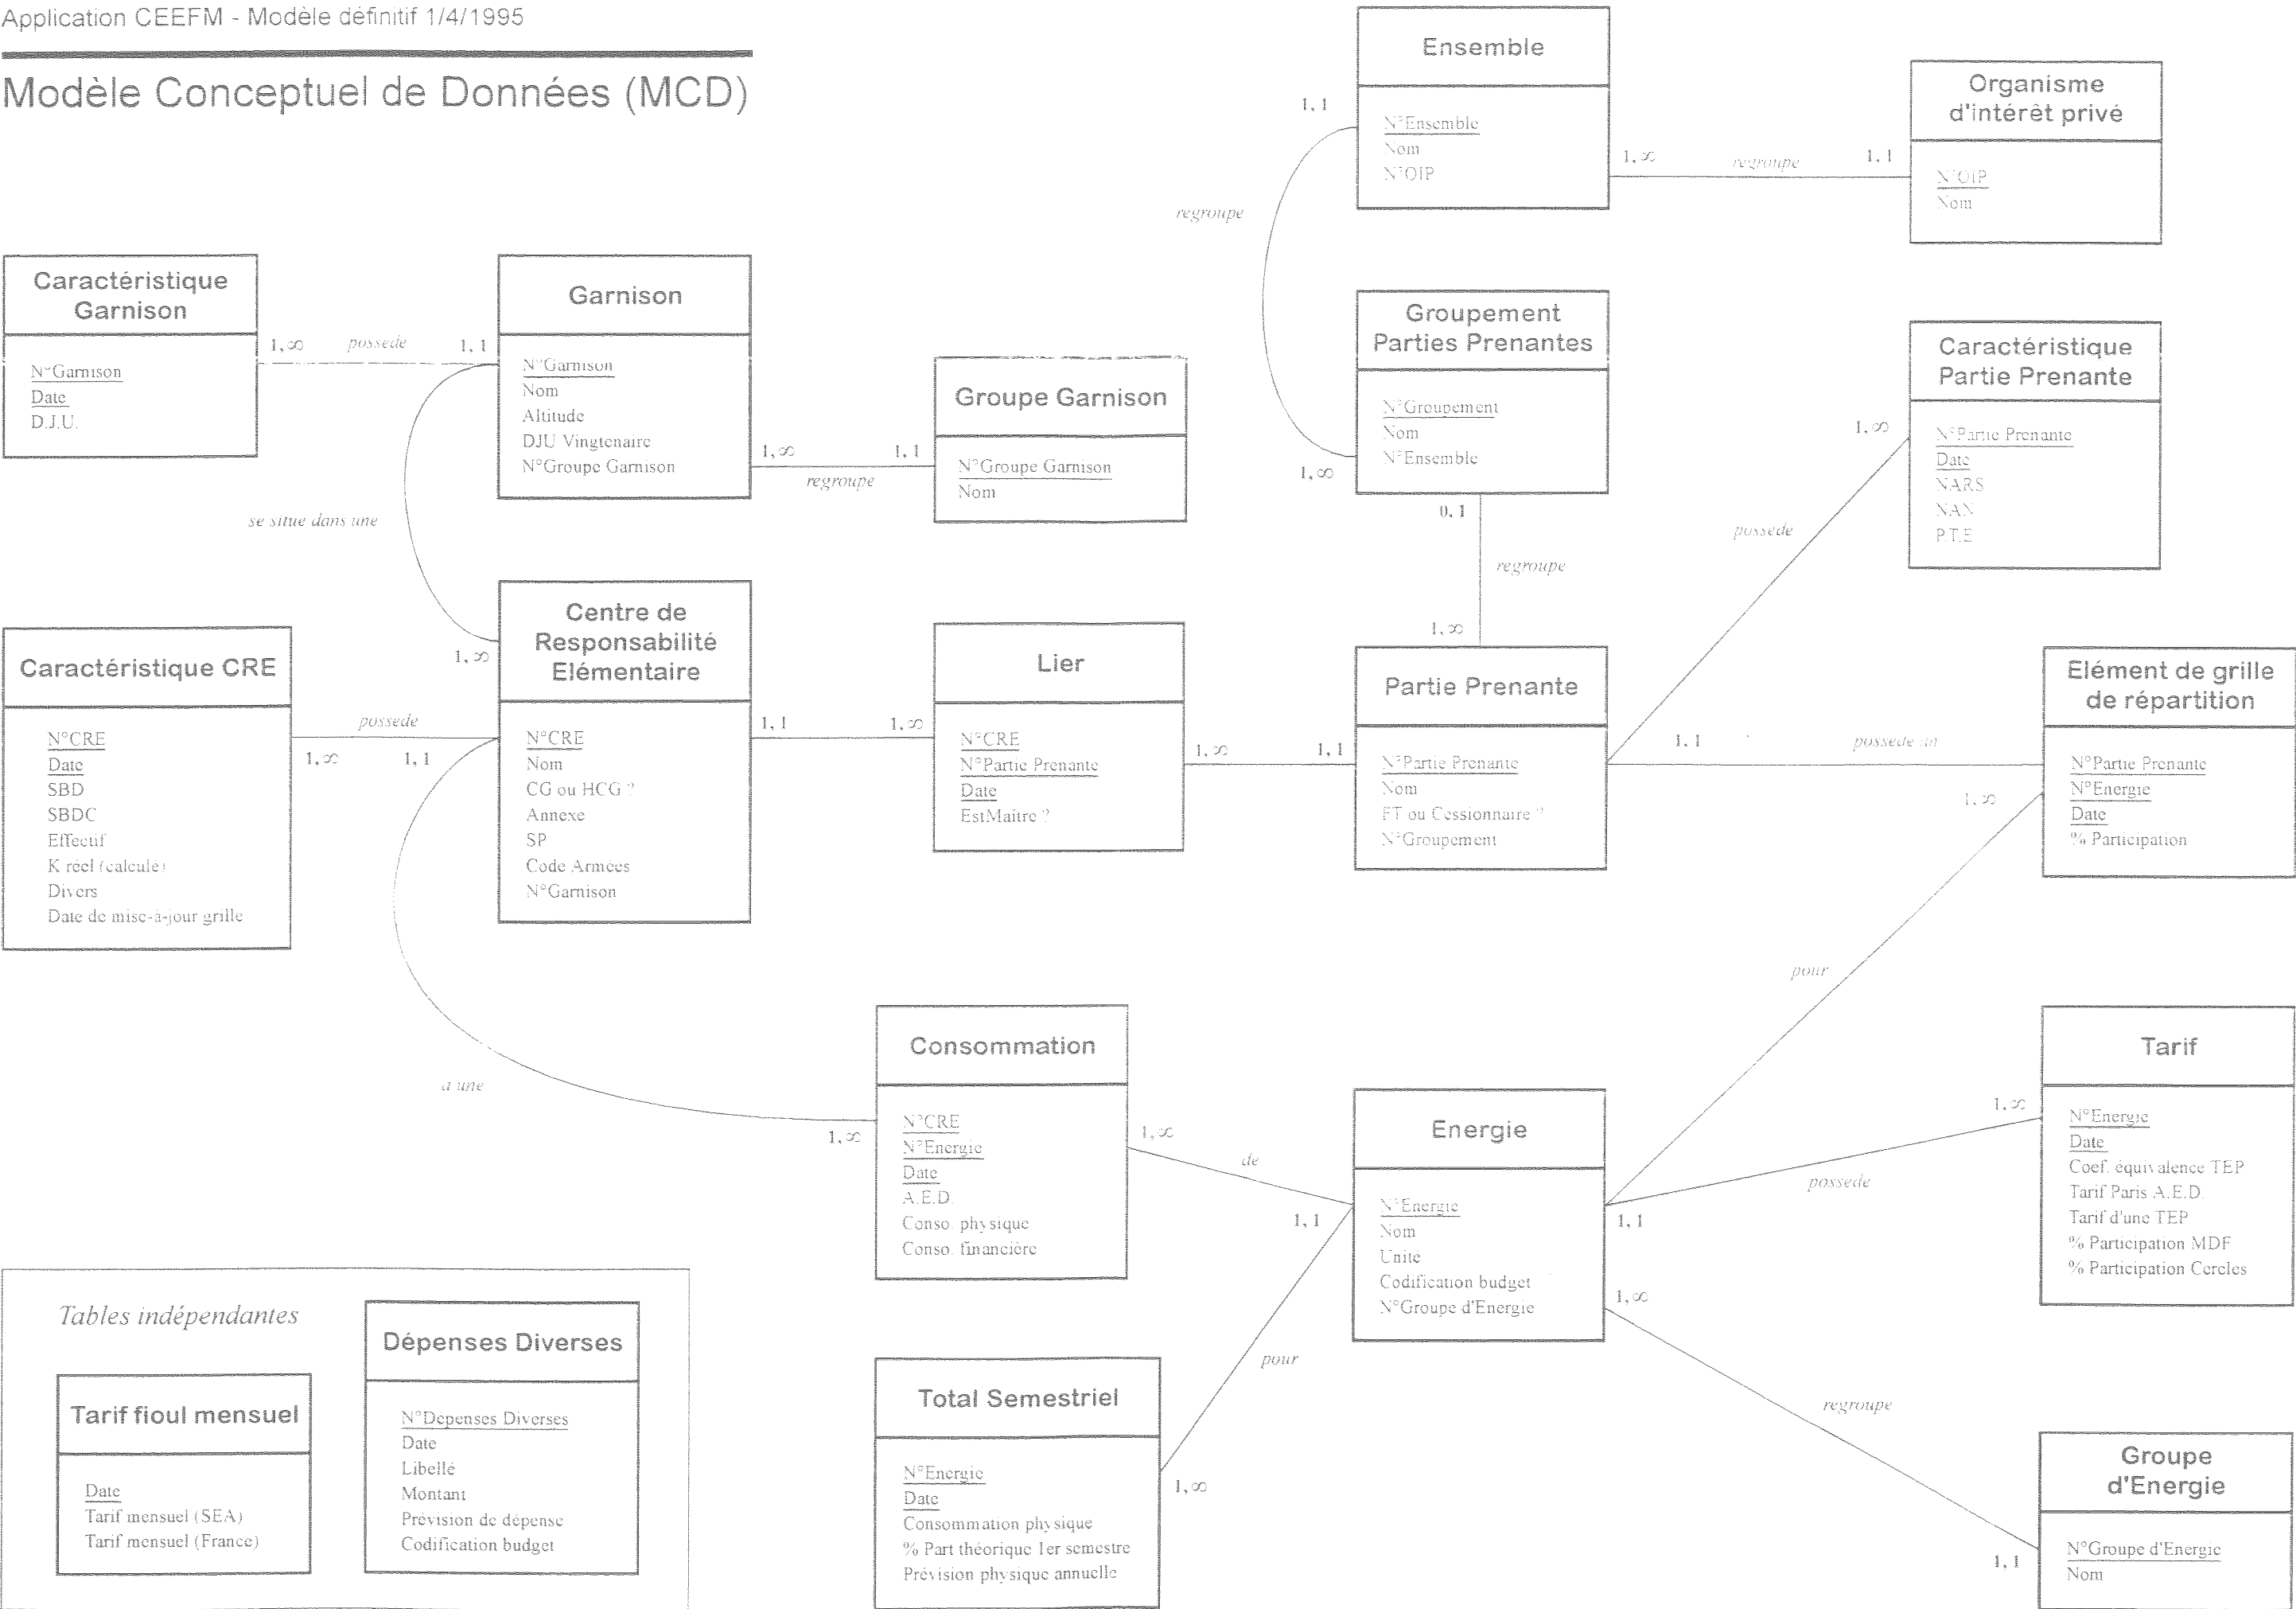 Application CEEFM - Modèle définitif 1/4/1995
Modèle Conceptuel de Données (MCD)
Ensemble
N°Ensemble
Nom
N°OIP
1, 1
1, ∞
regroupe
1, 1
Organisme
d'intérêt privé
N°OIP
Nom
regroupe
Caractéristique
Garnison
N°Garnison
Date
D.J.U.
1, ∞
possède
1, 1
Garnison
N°Garnison
Nom
Altitude
DJU Vingtenaire
N°Groupe Garnison
1, ∞
regroupe
1, 1
Groupe Garnison
N°Groupe Garnison
Nom
Groupement
Parties Prenantes
N°Groupement
Nom
N°Ensemble
1, ∞
0, 1
regroupe
1, ∞
Caractéristique
Partie Prenante
N°Partie Prenante
Date
NARS
NAN
P.T.E
1, ∞
possède
se situe dans une
1, ∞
Caractéristique CRE
N°CRE
Date
SBD
SBDC
Effectif
K réel (calculé)
Divers
Date de mise-à-jour grille
possède
1, ∞
1, 1
Centre de
Responsabilité
Elémentaire
N°CRE
Nom
CG ou HCG ?
Annexe
SP
Code Armées
N°Garnison
1, 1
1, ∞
Lier
N°CRE
N°Partie Prenante
Date
EstMaitre ?
1, ∞
1, 1
Partie Prenante
N°Partie Prenante
Nom
FT ou Cessionnaire ?
N°Groupement
1, 1
possède un
1, ∞
Elément de grille
de répartition
N°Partie Prenante
N°Energie
Date
% Participation
pour
a une
1, ∞
Consommation
N°CRE
N°Energie
Date
A.E.D.
Conso. physique
Conso. financière
1, ∞
de
1, 1
Energie
N°Energie
Nom
Unité
Codification budget
N°Groupe d'Energie
1, 1
possède
1, ∞
Tarif
N°Energie
Date
Coef. équivalence TEP
Tarif Paris A.E.D.
Tarif d'une TEP
% Participation MDF
% Participation Cercles
1, ∞
regroupe
1, 1
Groupe
d'Energie
N°Groupe d'Energie
Nom
pour
1, ∞
Total Semestriel
N°Energie
Date
Consommation physique
% Part théorique 1er semestre
Prévision physique annuelle
Tables indépendantes
Tarif fioul mensuel
Date
Tarif mensuel (SEA)
Tarif mensuel (France)
Dépenses Diverses
N°Dépenses Diverses
Date
Libellé
Montant
Prévision de dépense
Codification budget